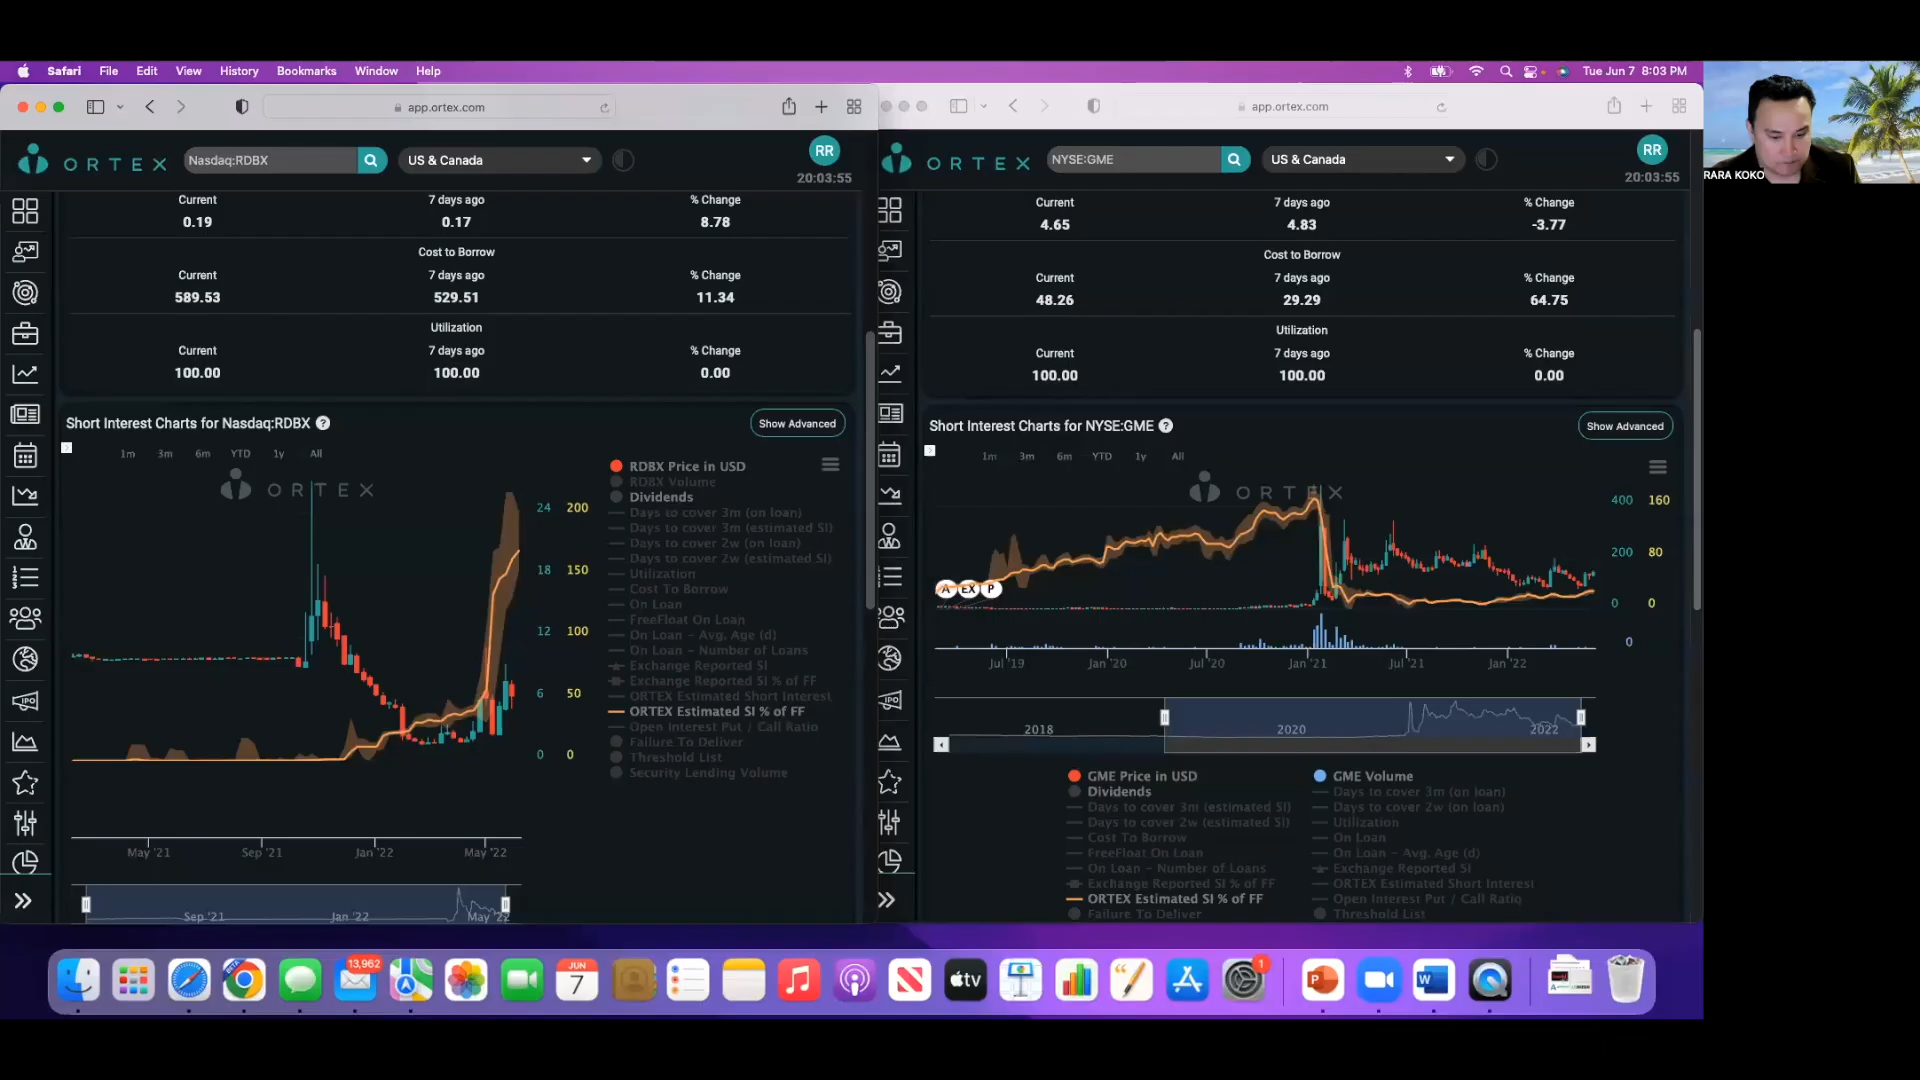 Safari File Edit View History Bookmarks Window Help
Tue Jun 7 8:03 PM
RARA KOKO
app.ortex.com
ORTEX
Nasdaq:RDBX
US & Canada
RR
20:03:55
Current 7 days ago % Change
0.19 0.17 8.78
Cost to Borrow
Current 7 days ago % Change
589.53 529.51 11.34
Utilization
Current 7 days ago % Change
100.00 100.00 0.00
Short Interest Charts for Nasdaq:RDBX ?
Show Advanced
1m 3m 6m YTD 1y All
ORTEX
24 200
18 150
12 100
6 50
0 0
May '21 Sep '21 Jan '22 May '22
Sep '21 Jan '22 May '22
RDBX Price in USD
RDBX Volume
Dividends
Days to cover 3m (on loan)
Days to cover 3m (estimated SI)
Days to cover 2w (on loan)
Days to cover 2w (estimated SI)
Utilization
Cost To Borrow
On Loan
FreeFloat On Loan
On Loan - Avg. Age (d)
On Loan - Number of Loans
Exchange Reported SI
Exchange Reported SI % of FF
ORTEX Estimated Short Interest
ORTEX Estimated SI % of FF
Open Interest Put / Call Ratio
Failure To Deliver
Threshold List
Security Lending Volume
app.ortex.com
ORTEX
NYSE:GME
US & Canada
RR
20:03:55
Current 7 days ago % Change
4.65 4.83 -3.77
Cost to Borrow
Current 7 days ago % Change
48.26 29.29 64.75
Utilization
Current 7 days ago % Change
100.00 100.00 0.00
Short Interest Charts for NYSE:GME ?
Show Advanced
1m 3m 6m YTD 1y All
ORTEX
400 160
200 80
0 0
0
A EX P
Jul '19 Jan '20 Jul '20 Jan '21 Jul '21 Jan '22
2018 2020 2022
GME Price in USD
GME Volume
Dividends
Days to cover 3m (on loan)
Days to cover 3m (estimated SI)
Days to cover 2w (on loan)
Days to cover 2w (estimated SI)
Utilization
Cost To Borrow
On Loan
FreeFloat On Loan
On Loan - Avg. Age (d)
On Loan - Number of Loans
Exchange Reported SI
Exchange Reported SI % of FF
ORTEX Estimated Short Interest
ORTEX Estimated SI % of FF
Open Interest Put / Call Ratio
Failure To Deliver
Threshold List
IPO
IPO
BETA
13,962
JUN
7
tv
1
P
W